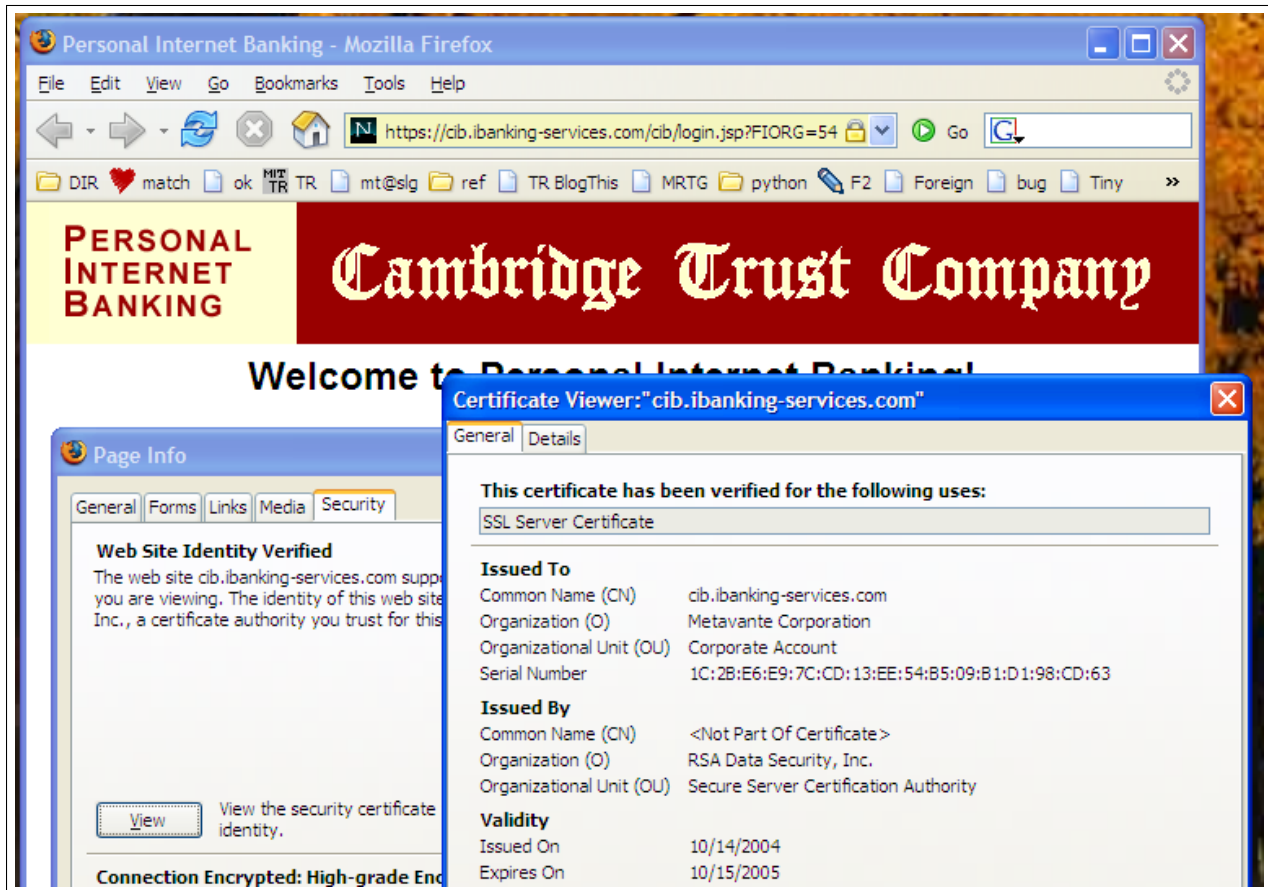 Personal Internet Banking - Mozilla Firefox
File Edit View Go Bookmarks Tools Help
https://cib.ibanking-services.com/cib/login.jsp?FIORG=54 Go G
DIR match ok MIT TR TR mt@slg ref TR BlogThis MRTG python F2 Foreign bug Tiny »
PERSONAL
INTERNET
BANKING
Cambridge Trust Company
Welcome to Personal Internet Banking!
Page Info
General Forms Links Media Security
Web Site Identity Verified
The web site cib.ibanking-services.com supp
you are viewing. The identity of this web site
Inc., a certificate authority you trust for this
View
View the security certificate
identity.
Connection Encrypted: High-grade Enc
Certificate Viewer:"cib.ibanking-services.com"
General Details
This certificate has been verified for the following uses:
SSL Server Certificate
Issued To
Common Name (CN) cib.ibanking-services.com
Organization (O) Metavante Corporation
Organizational Unit (OU) Corporate Account
Serial Number 1C:2B:E6:E9:7C:CD:13:EE:54:B5:09:B1:D1:98:CD:63
Issued By
Common Name (CN) <Not Part Of Certificate>
Organization (O) RSA Data Security, Inc.
Organizational Unit (OU) Secure Server Certification Authority
Validity
Issued On 10/14/2004
Expires On 10/15/2005